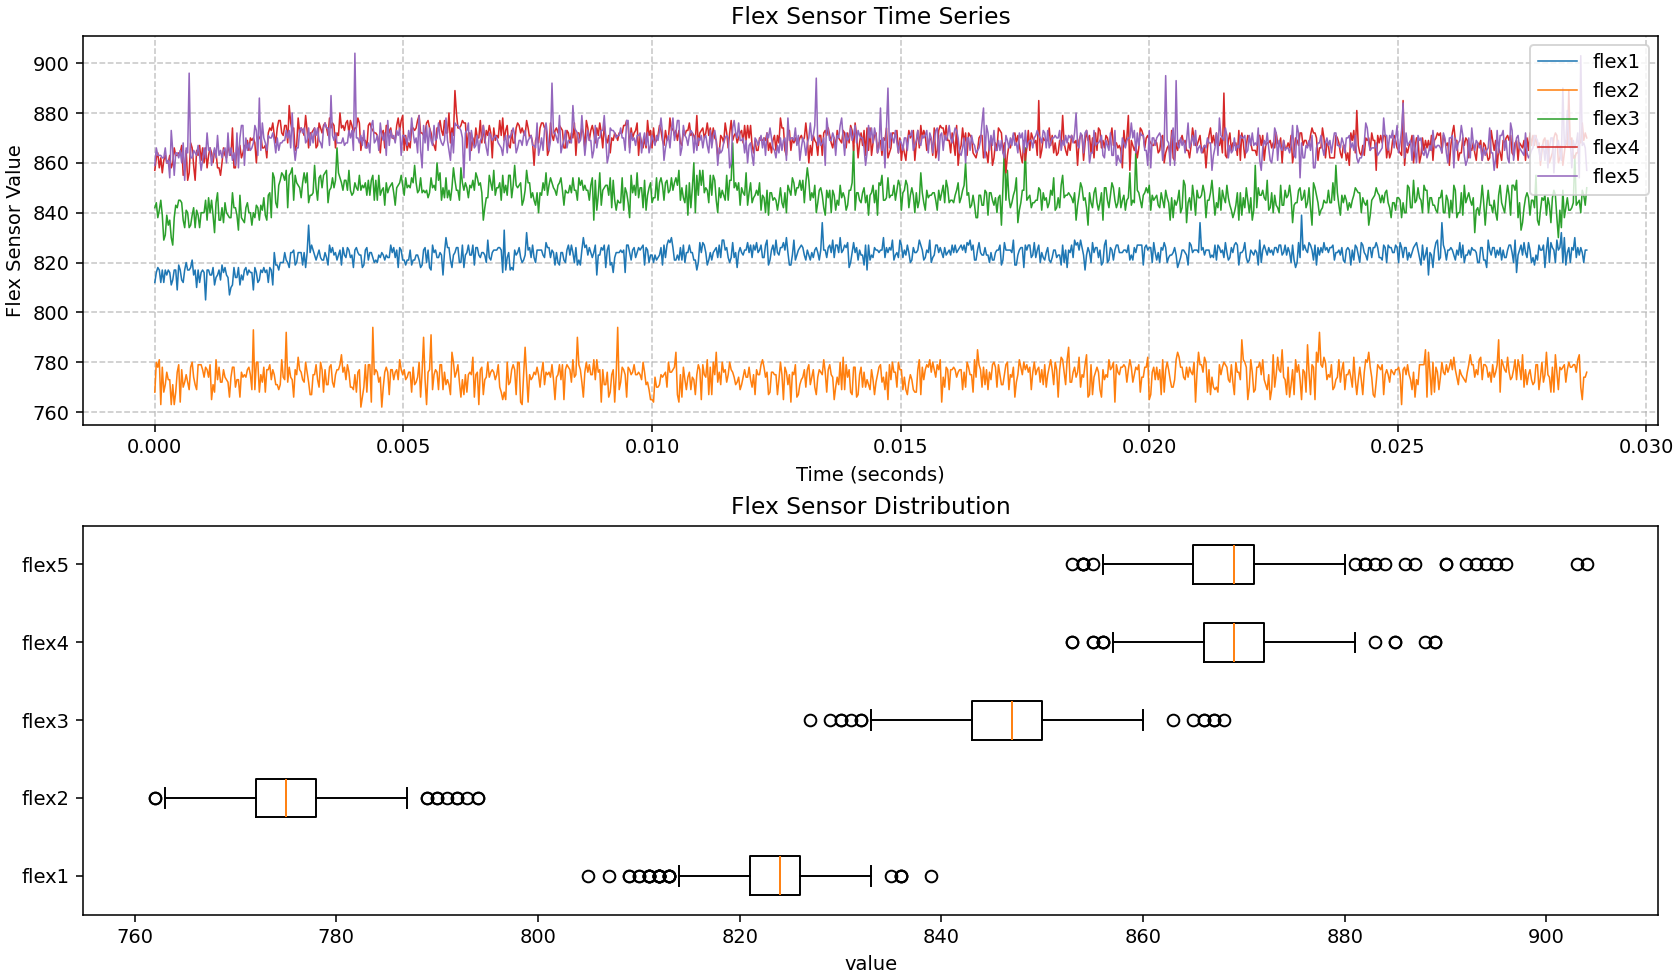 Flex Sensor Time Series
Flex Sensor Value
900
880
860
840
820
800
780
760
flex1
flex2
flex3
flex4
flex5
0.000 0.005 0.010 0.015 0.020 0.025 0.030
Time (seconds)
Flex Sensor Distribution
flex5
flex4
flex3
flex2
flex1
760 780 800 820 840 860 880 900
value